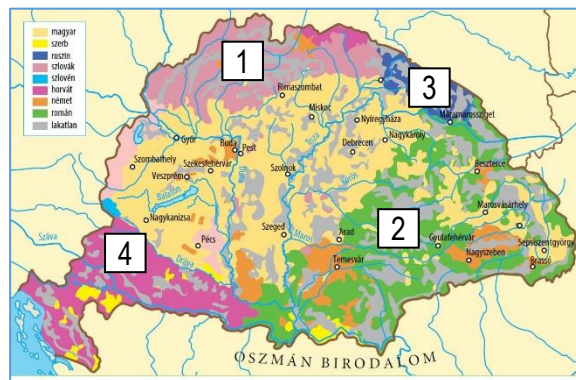 magyar
szerb
ruszin
szlovák
szlovén
horvát
német
román
lakatlan
1
3
Rimaszombat
Miskolc
Nyíregyháza
Máramarossziget
Győr
Buda
Pest
Tisza
Debrecen
Nagykároly
Szombathely
Székesfehérvár
Veszprém
Duna
Szolnok
Körös
Beszterce
Balaton
Nagykanizsa
2
Marosvásárhely
Pécs
Szeged
Maros
Arad
Gyulafehérvár
Sepsiszentgyörgy
Száva
4
Dráva
Temesvár
Nagyszeben
Brassó
OSZMÁN BIRODALOM